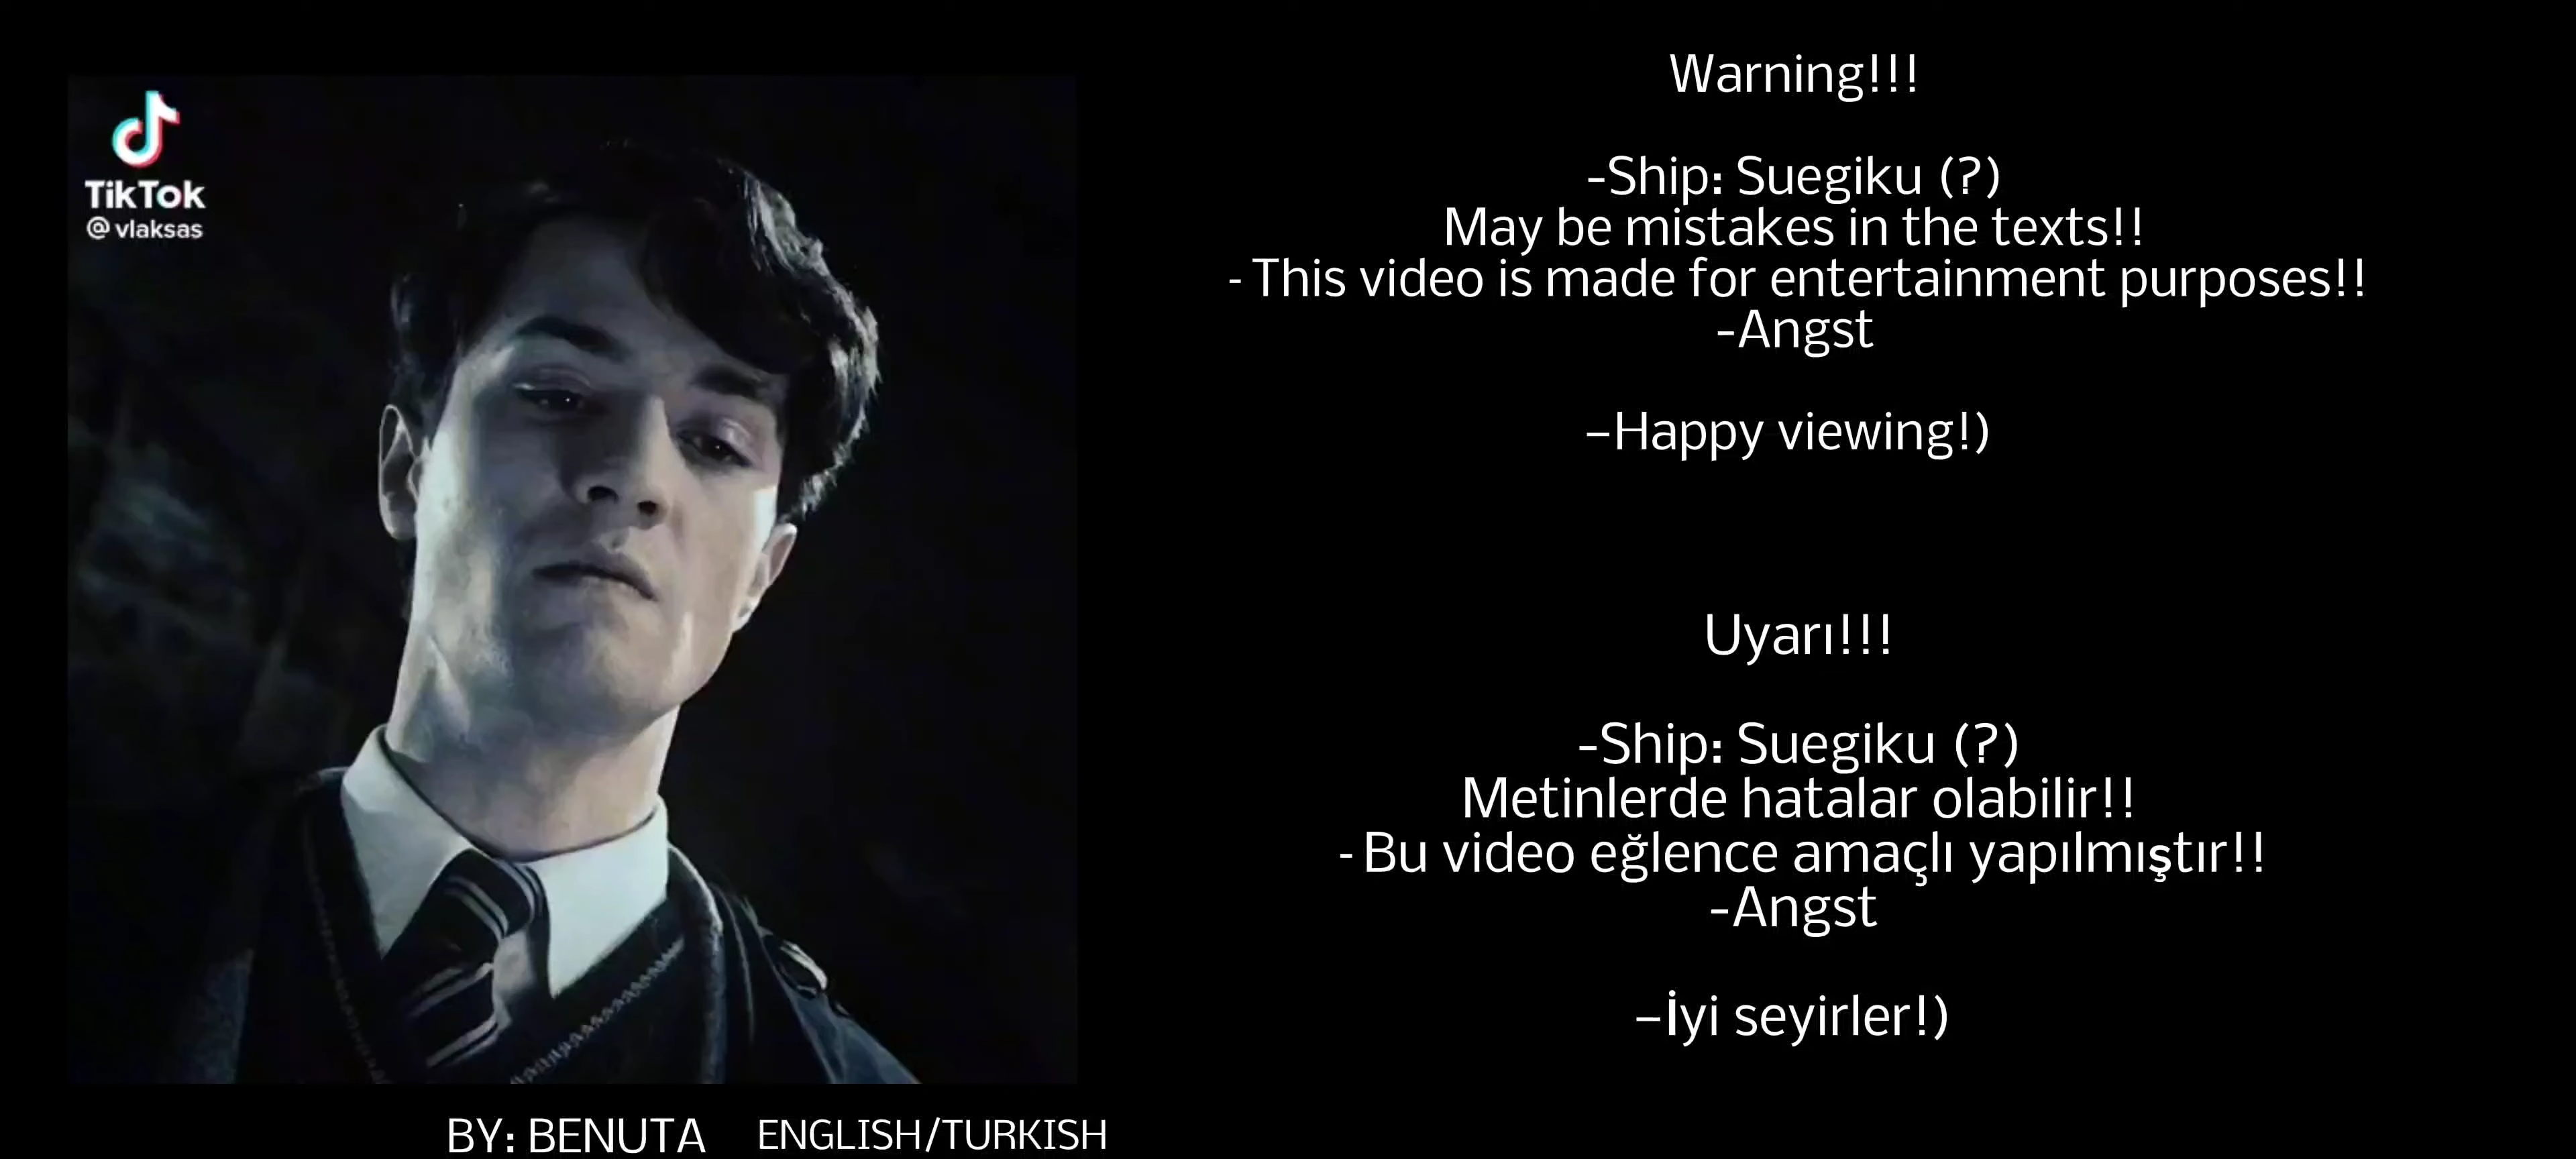 TikTok
@vlaksas
Warning!!!
-Ship: Suegiku (?)
May be mistakes in the texts!!
-This video is made for entertainment purposes!!
-Angst
-Happy viewing!)
Uyarı!!!
-Ship: Suegiku (?)
Metinlerde hatalar olabilir!!
-Bu video eğlence amaçlı yapılmıştır!!
-Angst
-İyi seyirler!)
BY: BENUTA ENGLISH/TURKISH